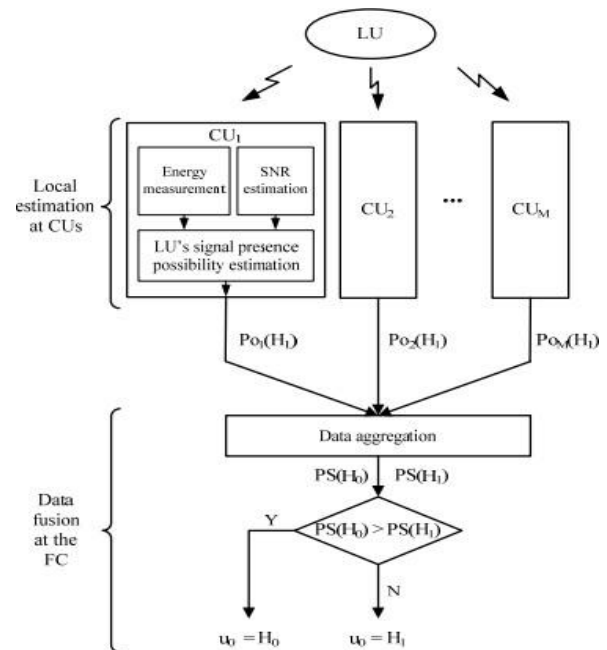 LU
CU₁
Energy
measurement
SNR
estimation
LU's signal presence
possibility estimation
CU₂
...
CU_M
Local
estimation
at CUs
Po₁(H₁)
Po₂(H₁)
Po_M(H₁)
Data aggregation
PS(H₀) PS(H₁)
Data
fusion
at the
FC
PS(H₀) > PS(H₁)
Y
N
u₀ = H₀
u₀ = H₁